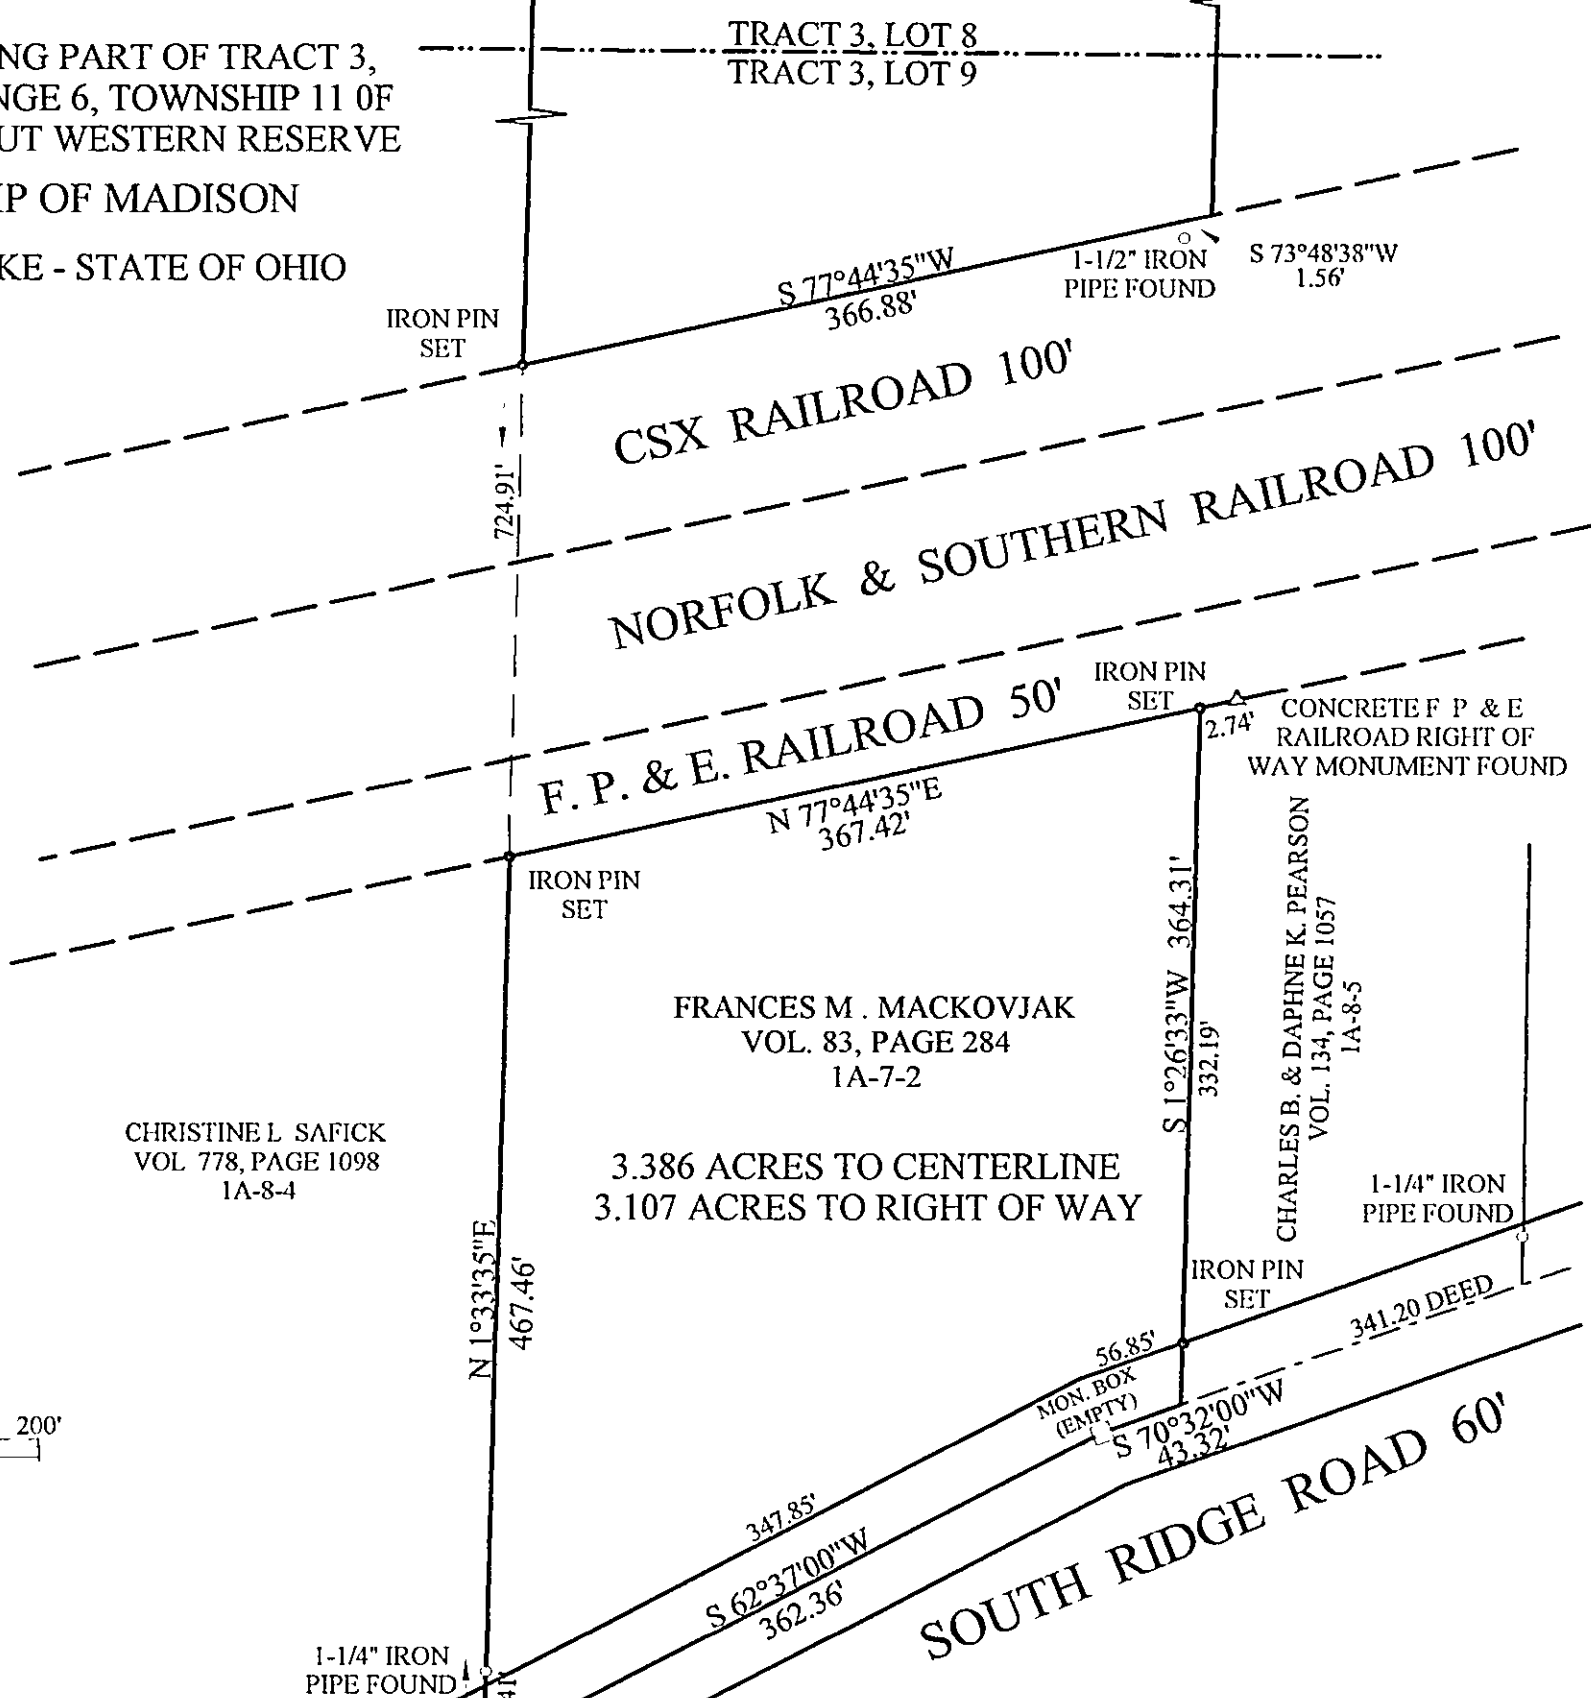 TRACT 3, LOT 8
TRACT 3, LOT 9
NG PART OF TRACT 3,
NGE 6, TOWNSHIP 11 0F
UT WESTERN RESERVE
IP OF MADISON
KE - STATE OF OHIO
IRON PIN
SET
S 77°44'35"W
366.88'
1-1/2" IRON
PIPE FOUND
S 73°48'38"W
1.56'
CSX RAILROAD 100'
724.91'
NORFOLK & SOUTHERN RAILROAD 100'
F. P. & E. RAILROAD 50'
IRON PIN
SET
2.74'
CONCRETE F P & E
RAILROAD RIGHT OF
WAY MONUMENT FOUND
N 77°44'35"E
367.42'
IRON PIN
SET
S 1°26'33"W 364.31'
332.19'
CHARLES B. & DAPHNE K. PEARSON
VOL. 134, PAGE 1057
1A-8-5
FRANCES M . MACKOVJAK
VOL. 83, PAGE 284
1A-7-2
CHRISTINE L SAFICK
VOL 778, PAGE 1098
1A-8-4
3.386 ACRES TO CENTERLINE
3.107 ACRES TO RIGHT OF WAY
1-1/4" IRON
PIPE FOUND
N 1°33'35"E
467.46'
IRON PIN
SET
341.20 DEED
56.85'
MON. BOX
(EMPTY)
S 70°32'00"W
43.32'
200'
347.85'
S 62°37'00"W
362.36'
SOUTH RIDGE ROAD 60'
1-1/4" IRON
PIPE FOUND
41'